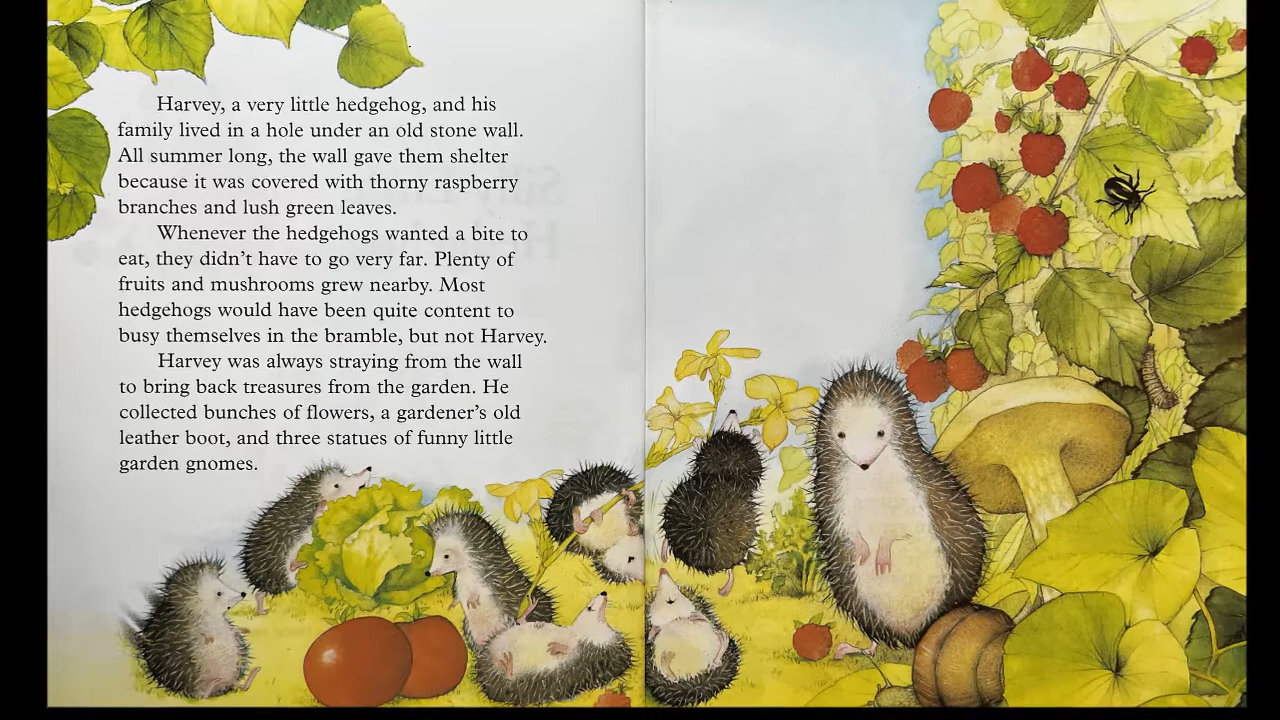 Harvey, a very little hedgehog, and his
family lived in a hole under an old stone wall.
All summer long, the wall gave them shelter
because it was covered with thorny raspberry
branches and lush green leaves.
Whenever the hedgehogs wanted a bite to
eat, they didn't have to go very far. Plenty of
fruits and mushrooms grew nearby. Most
hedgehogs would have been quite content to
busy themselves in the bramble, but not Harvey.
Harvey was always straying from the wall
to bring back treasures from the garden. He
collected bunches of flowers, a gardener's old
leather boot, and three statues of funny little
garden gnomes.